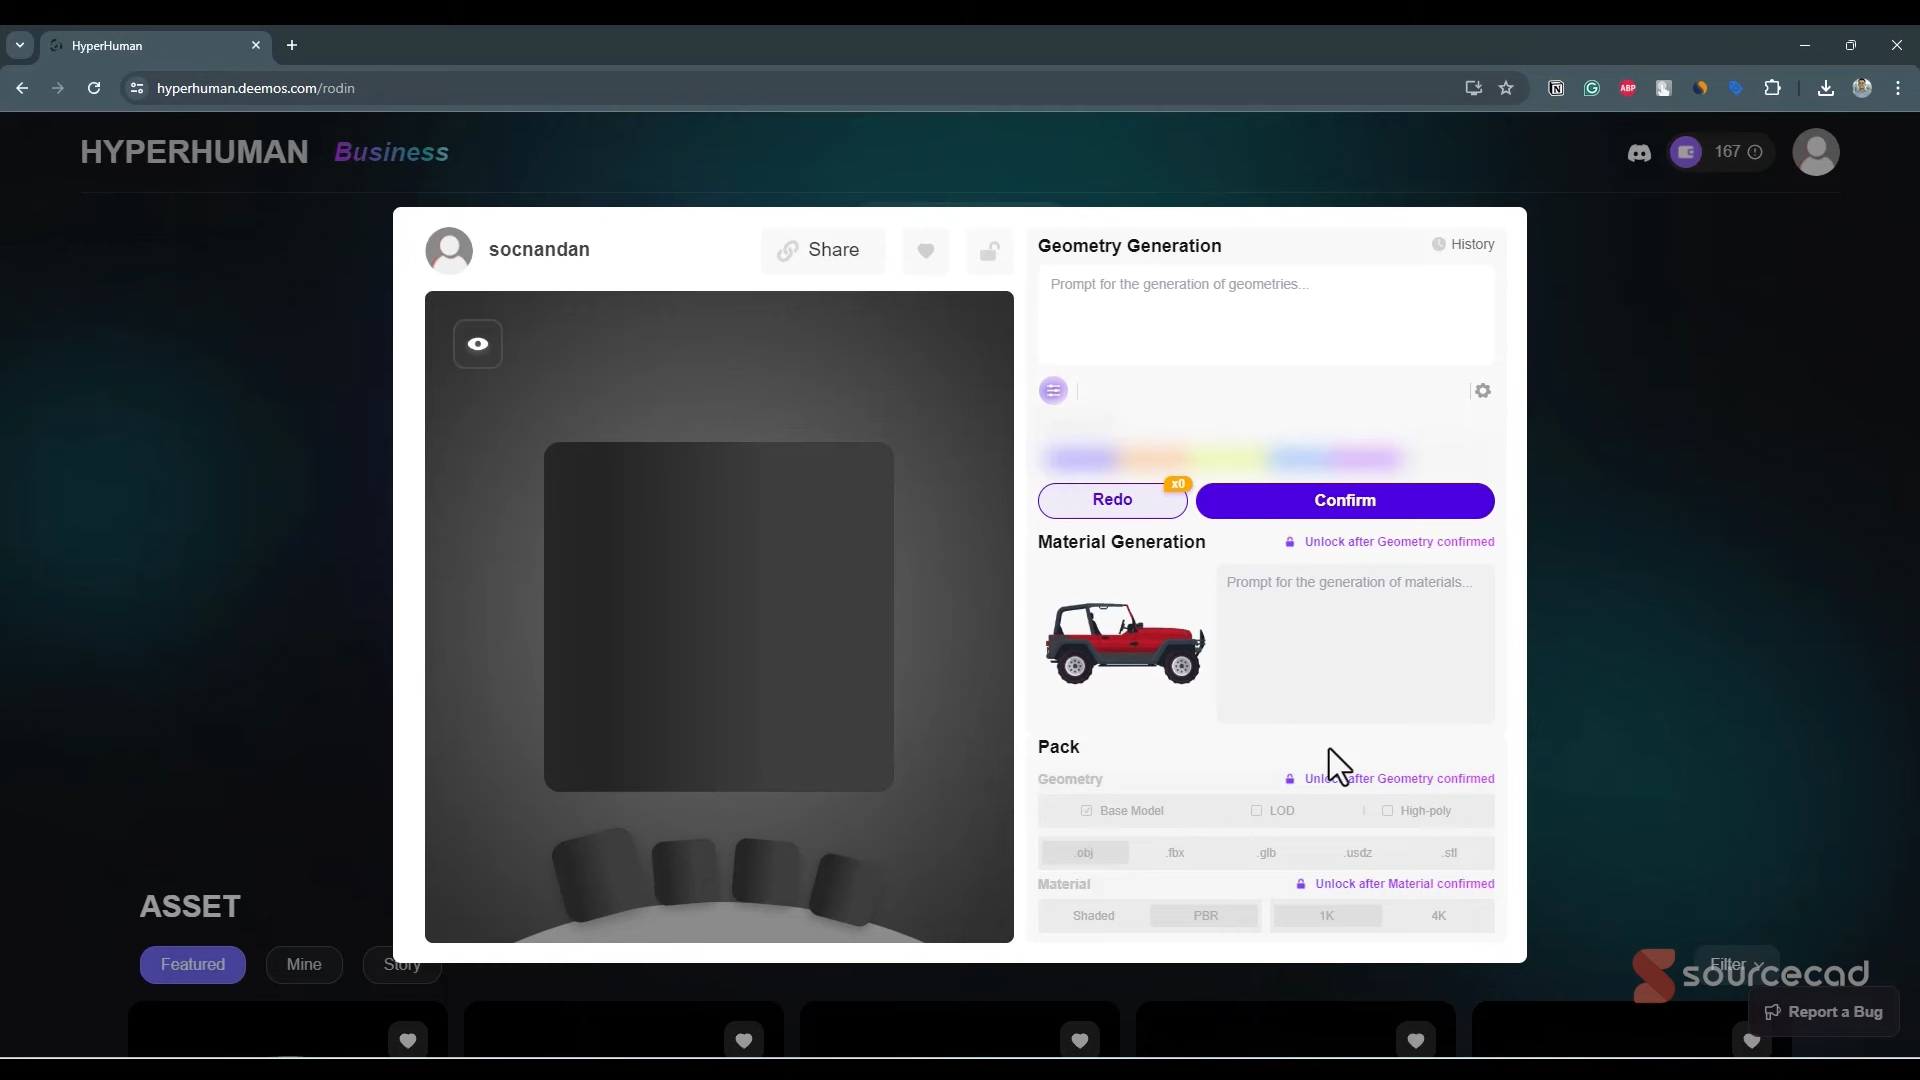 HyperHuman
hyperhuman.deemos.com/rodin
ABP
HYPERHUMAN Business
167
socnandan
Share
Geometry Generation
History
Prompt for the generation of geometries...
x0
Redo
Confirm
Material Generation
Unlock after Geometry confirmed
Prompt for the generation of materials...
Pack
Geometry
Unlock after Geometry confirmed
Base Model
LOD
High-poly
.obj
.fbx
.glb
.usdz
.stl
Material
Unlock after Material confirmed
Shaded
PBR
1K
4K
ASSET
Featured
Mine
Story
Filter
sourcecad
Report a Bug